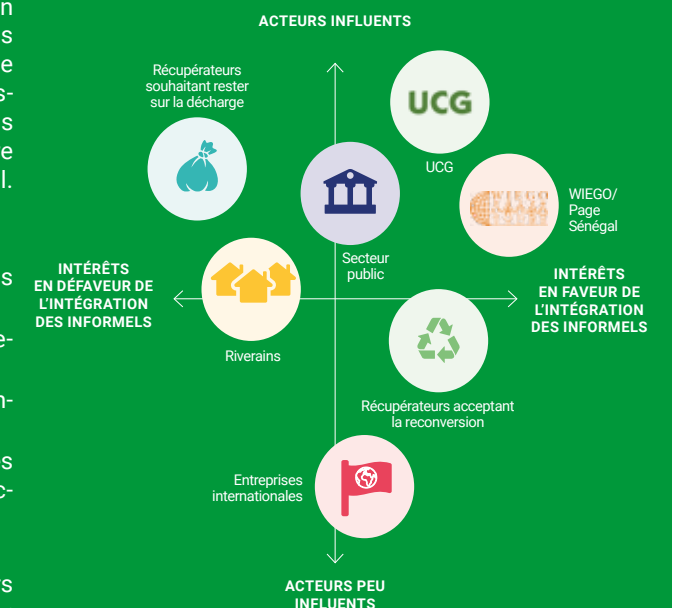 n
s
e
s-
s
e
l.
s
e-
n-
es
c-
s
ACTEURS INFLUENTS
Récupérateurs
souhaitant rester
sur la décharge
UCG
UCG
WIEGO/
Page
Sénégal
Secteur
public
INTÉRÊTS
EN DÉFAVEUR DE
L'INTÉGRATION
DES INFORMELS
INTÉRÊTS
EN FAVEUR DE
L'INTÉGRATION
DES INFORMELS
Riverains
Récupérateurs acceptant
la reconversion
Entreprises
internationales
ACTEURS PEU
INFLUENTS